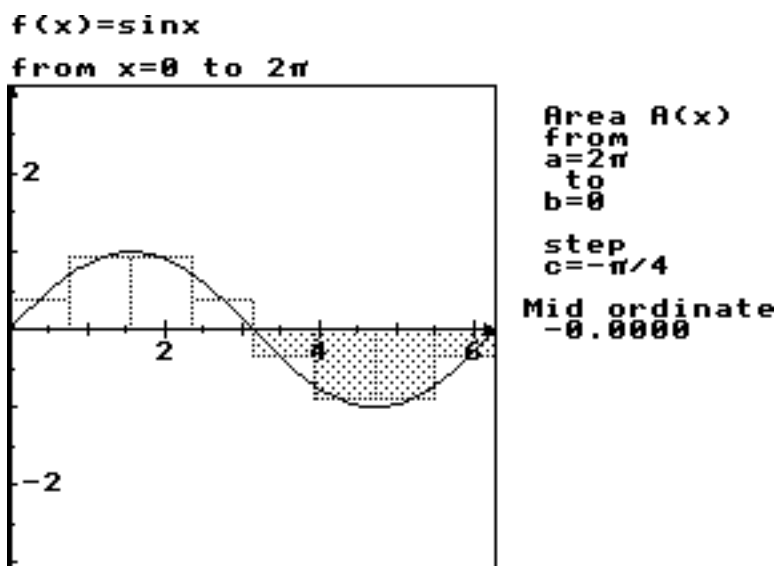 f(x)=sinx
from x=0 to 2π
Area A(x)
from
a=2π
to
b=0
step
c=-π/4
Mid ordinate
-0.0000
2
2
4
6
-2